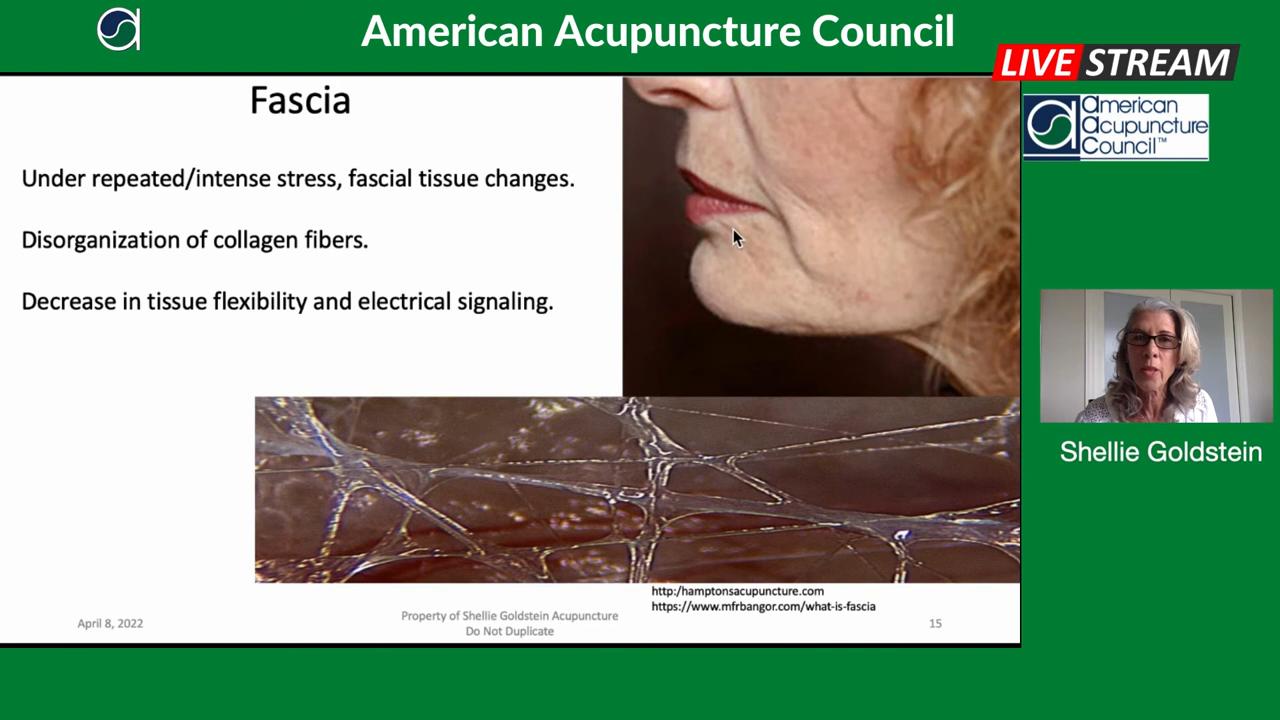 American Acupuncture Council
LIVE STREAM
american
acupuncture
council™
Fascia
Under repeated/intense stress, fascial tissue changes.
Disorganization of collagen fibers.
Decrease in tissue flexibility and electrical signaling.
Shellie Goldstein
http:/hamptonsacupuncture.com
https://www.mfrbangor.com/what-is-fascia
April 8, 2022
Property of Shellie Goldstein Acupuncture
Do Not Duplicate
15